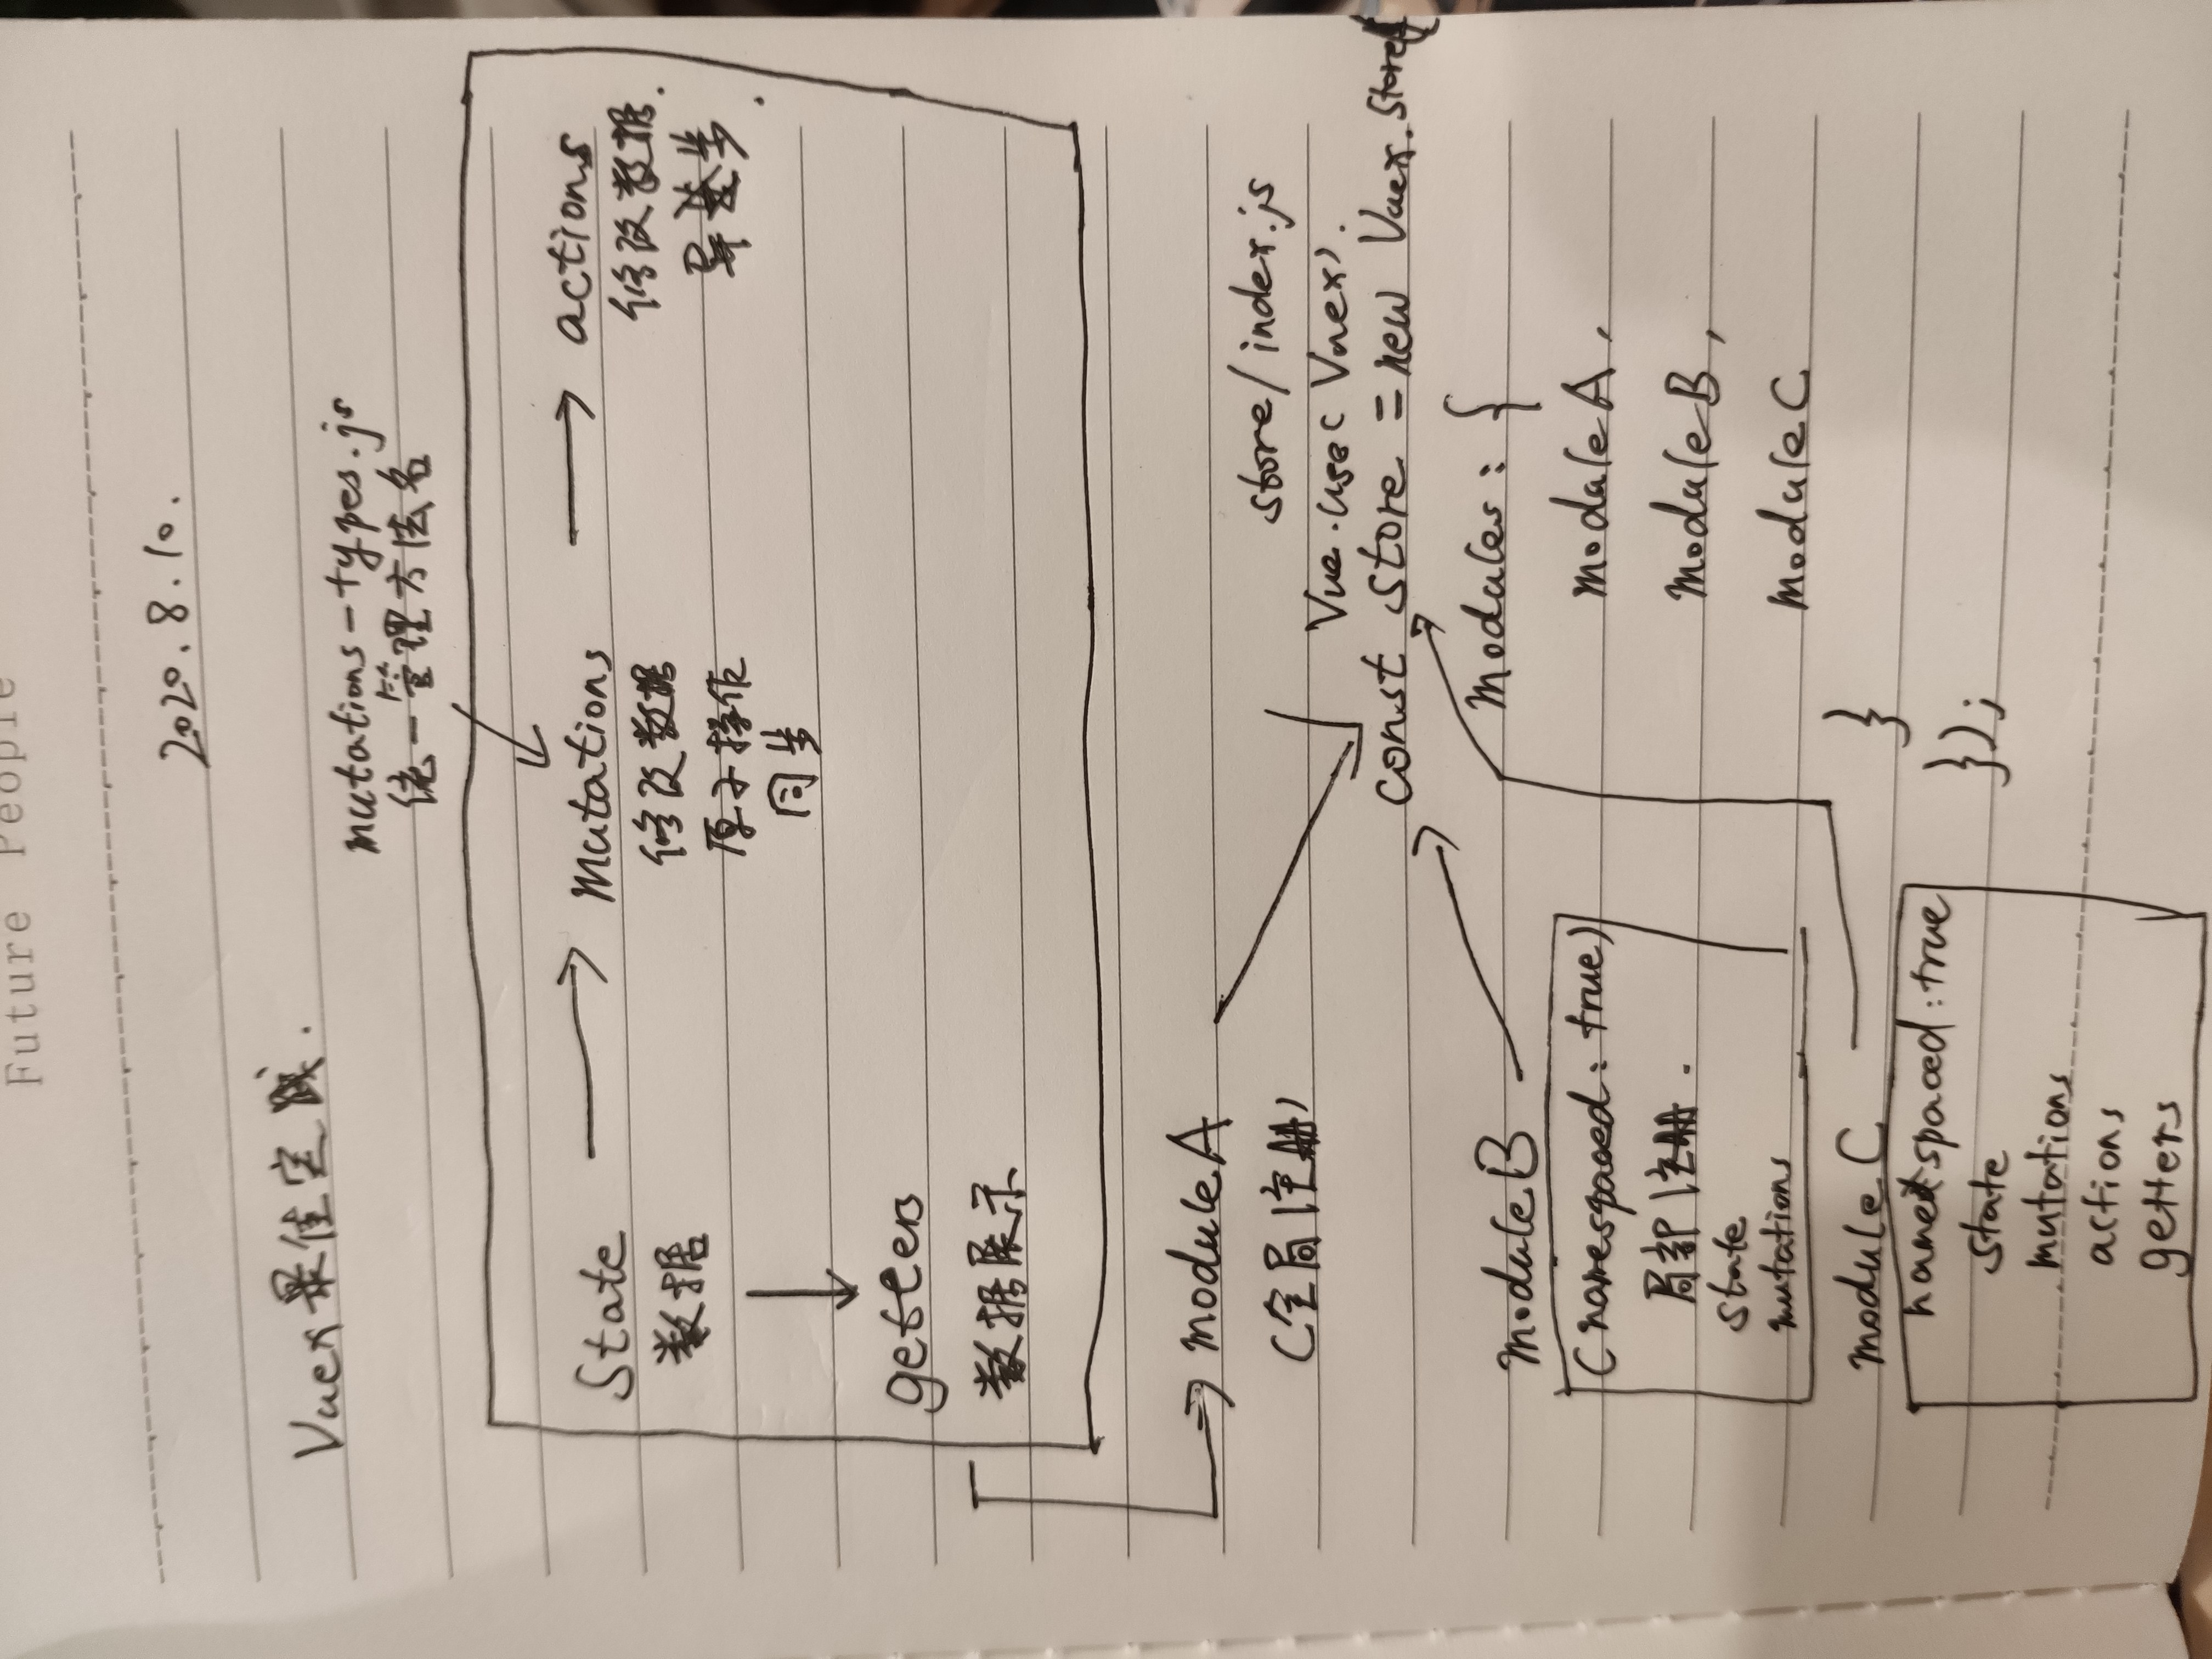 Future People
2020.8.10.
Vuex最佳实践.
mutations-types.js
统一管理方法名
State
数据
mutations
修改数据
原子操作
同步
actions
修改数据.
异步.
getters
数据展示
moduleA
(全局注册)
store/index.js
Vue.use(Vuex).
const store = new Vuex.Store({
modules: {
moduleA,
moduleB,
moduleC
}
});
moduleB
(namespaced: true)
局部注册.
state
mutations
moduleC
namespaced: true
state
mutations
actions
getters